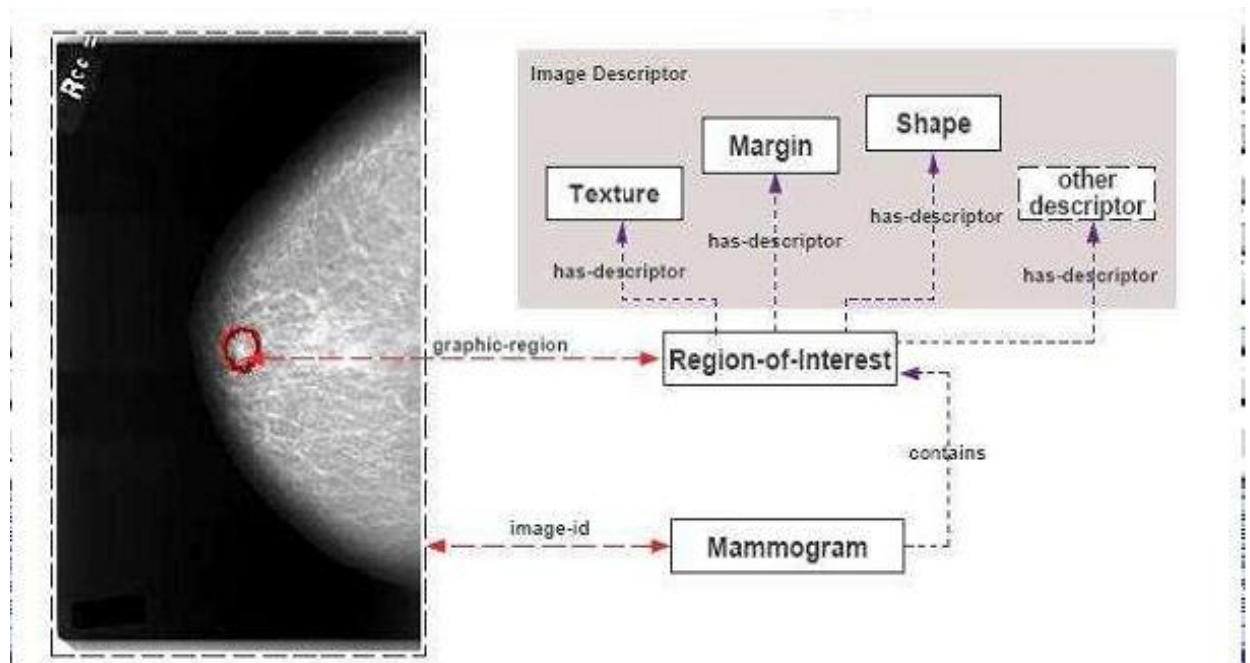 Rcc =
Image Descriptor
Shape
Margin
Texture
other
descriptor
has-descriptor
has-descriptor
has-descriptor
has-descriptor
graphic-region
Region-of-Interest
contains
image-id
Mammogram